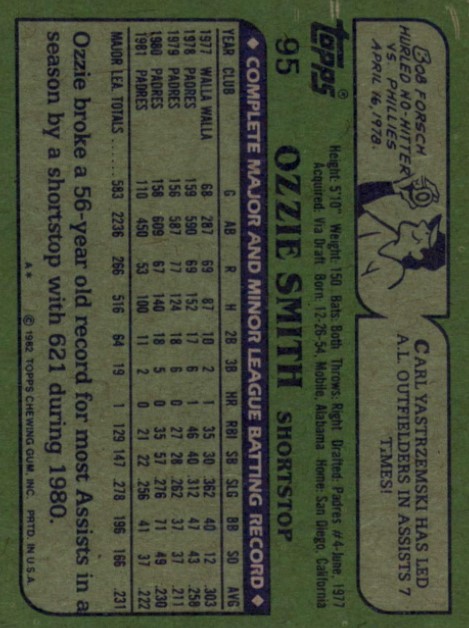 BOB FORSCH
HURLED NO-HITTER
VS. PHILLIES
APRIL 16, 1978.
CARL YASTRZEMSKI HAS LED
A.L. OUTFIELDERS IN ASSISTS 7
TIMES!
topps®
95 OZZIE SMITH SHORTSTOP
Height: 5'10" Weight: 150 Bats: Both Throws: Right Drafted: Padres #4-June, 1977
Acquired: Via Draft Born: 12-26-54, Mobile, Alabama Home: San Diego, California
◆ COMPLETE MAJOR AND MINOR LEAGUE BATTING RECORD ◆
YEAR CLUB G AB R H 2B 3B HR RBI SB SLG BB SO AVG
1977 WALLA WALLA 68 287 69 87 10 2 1 35 30 .362 40 12 .303
1978 PADRES 159 590 69 152 17 6 1 46 40 .312 47 43 .258
1979 PADRES 156 587 77 124 18 6 0 27 28 .262 37 37 .211
1980 PADRES 158 609 67 140 18 5 0 35 57 .276 71 49 .230
1981 PADRES 110 450 53 100 11 2 0 21 22 .256 41 37 .222
MAJOR LEA. TOTALS ...... 583 2236 266 516 64 19 1 129 147 .278 196 166 .231
Ozzie broke a 56-year old record for most Assists in a
season by a shortstop with 621 during 1980.
A* © 1982 TOPPS CHEWING GUM, INC. PRTD. IN U.S.A.